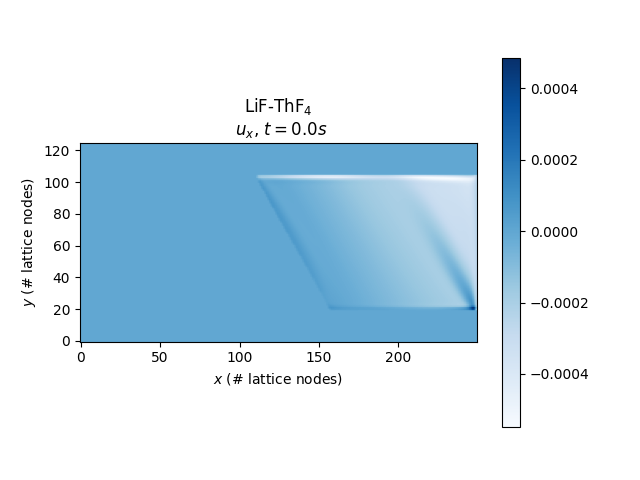 LiF-ThF₄
uₓ, t = 0.0s
120
100
80
60
40
20
0
y (# lattice nodes)
0 50 100 150 200
x (# lattice nodes)
0.0004
0.0002
0.0000
−0.0002
−0.0004